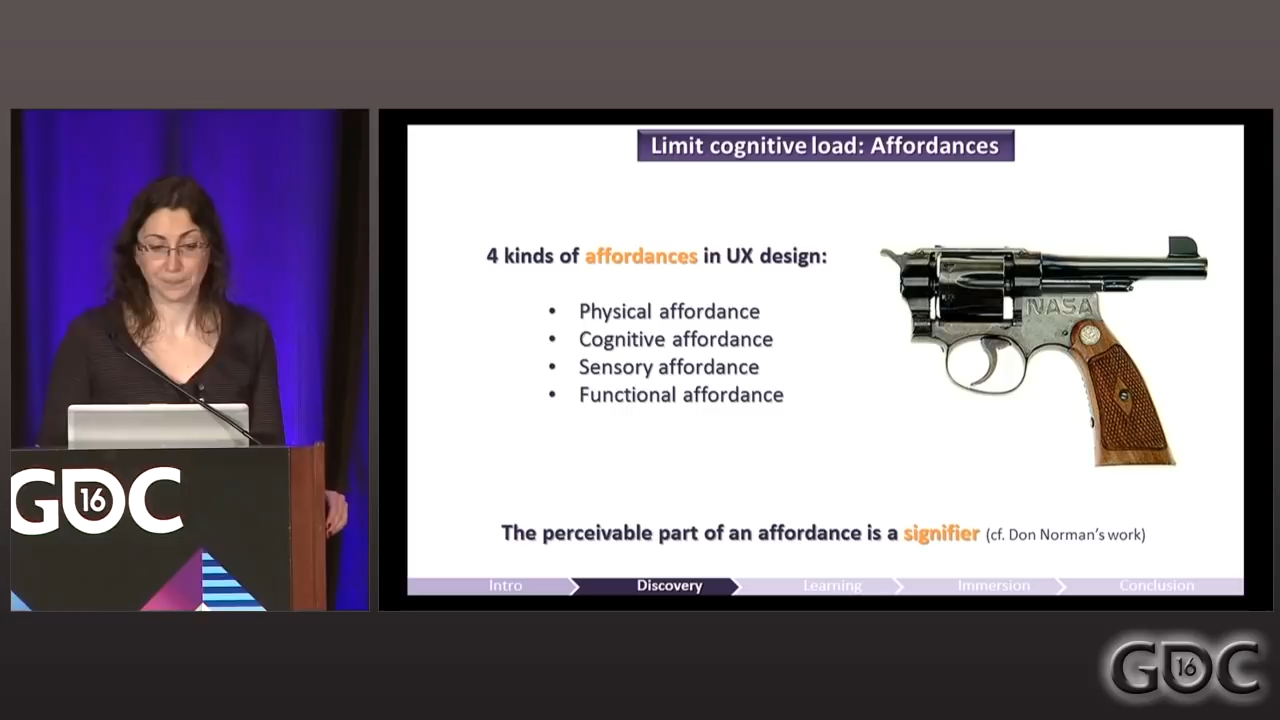 Limit cognitive load: Affordances
4 kinds of affordances in UX design:
• Physical affordance
• Cognitive affordance
• Sensory affordance
• Functional affordance
NASA
The perceivable part of an affordance is a signifier (cf. Don Norman's work)
Intro
Discovery
Learning
Immersion
Conclusion
GDC 16
GDC 16